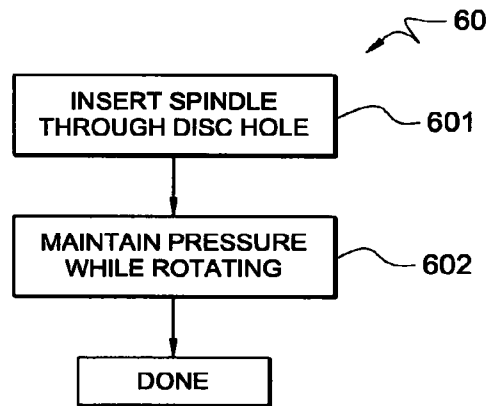 60
INSERT SPINDLE
THROUGH DISC HOLE
601
MAINTAIN PRESSURE
WHILE ROTATING
602
DONE